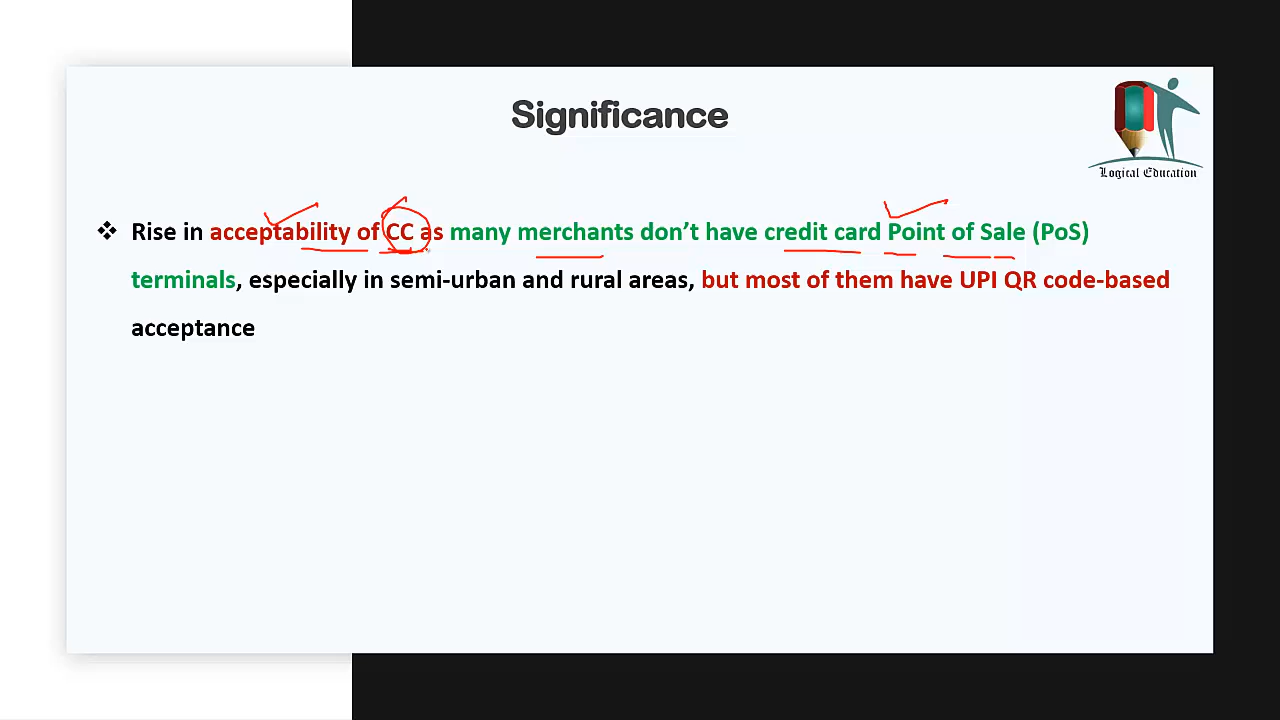 Significance
Logical Education
❖ Rise in acceptability of CC as many merchants don’t have credit card Point of Sale (PoS)
terminals, especially in semi-urban and rural areas, but most of them have UPI QR code-based
acceptance